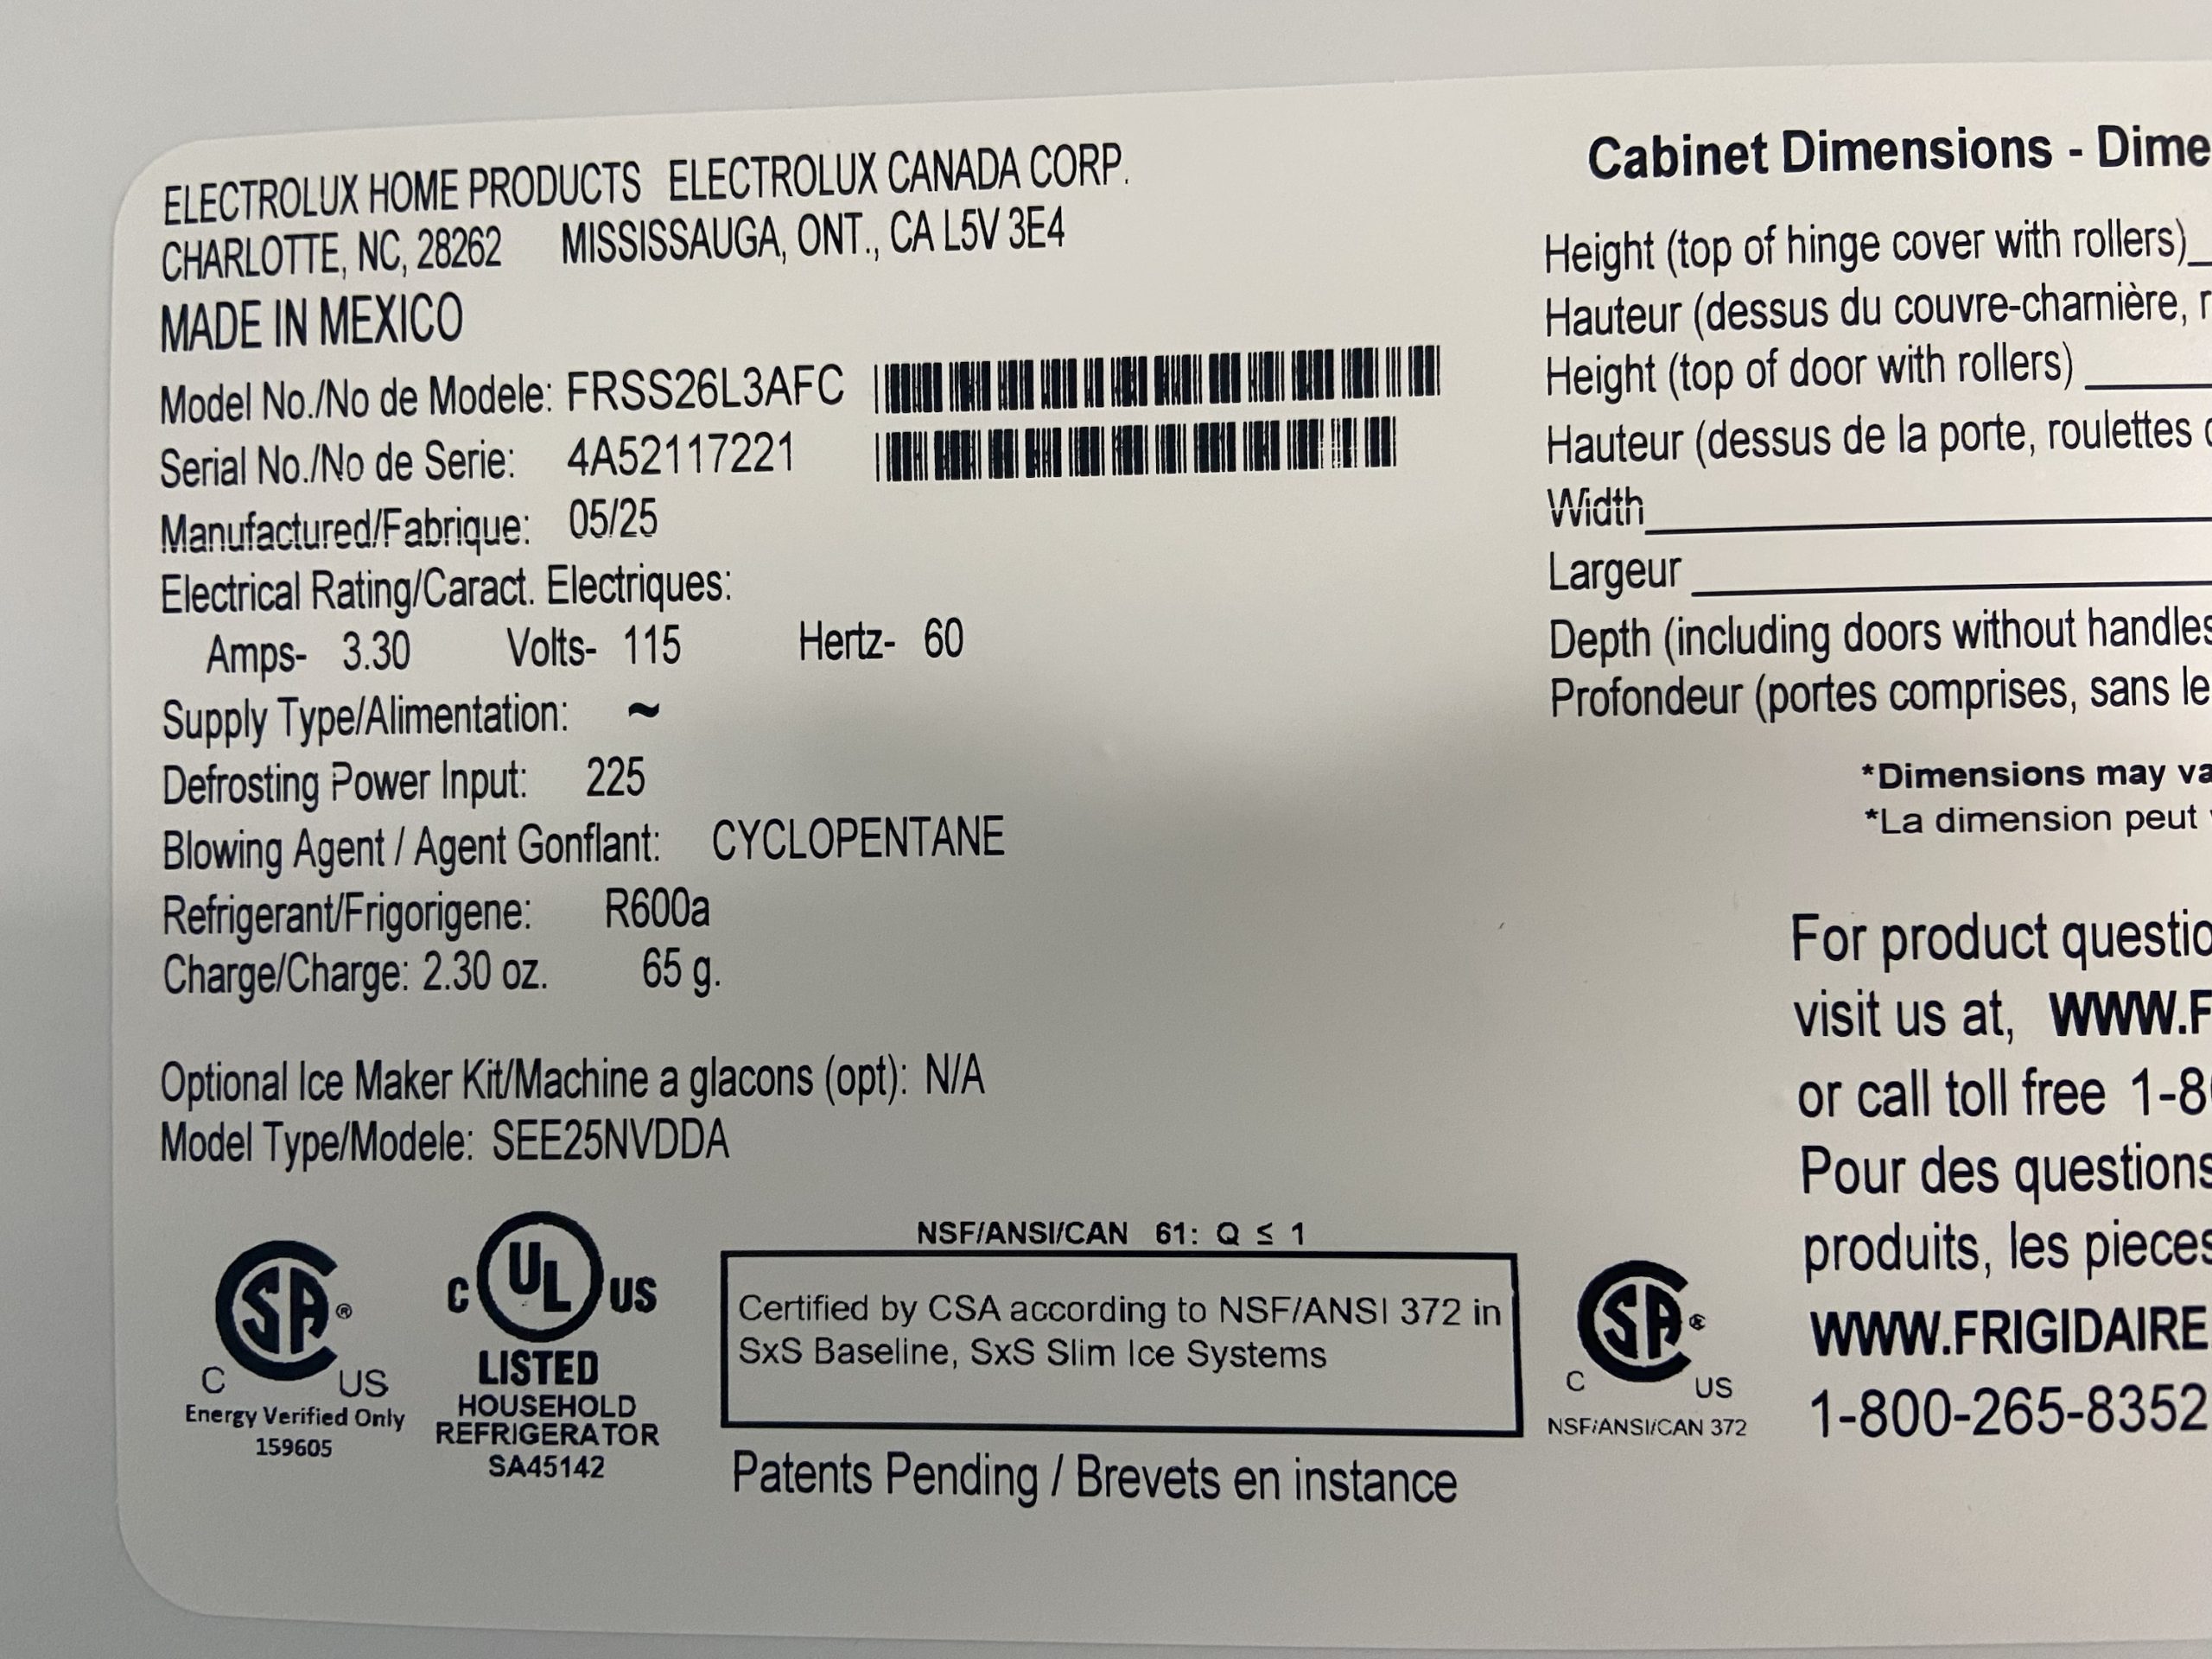 ELECTROLUX HOME PRODUCTS ELECTROLUX CANADA CORP.
CHARLOTTE, NC, 28262 MISSISSAUGA, ONT., CA L5V 3E4
MADE IN MEXICO
Model No./No de Modele: FRSS26L3AFC
Serial No./No de Serie: 4A52117221
Manufactured/Fabrique: 05/25
Electrical Rating/Caract. Electriques:
Amps- 3.30 Volts- 115 Hertz- 60
Supply Type/Alimentation: ~
Defrosting Power Input: 225
Blowing Agent / Agent Gonflant: CYCLOPENTANE
Refrigerant/Frigorigene: R600a
Charge/Charge: 2.30 oz. 65 g.
Optional Ice Maker Kit/Machine a glacons (opt): N/A
Model Type/Modele: SEE25NVDDA
SA ®
C US
Energy Verified Only
159605
C UL US
LISTED
HOUSEHOLD
REFRIGERATOR
SA45142
NSF/ANSI/CAN 61: Q ≤ 1
Certified by CSA according to NSF/ANSI 372 in
SxS Baseline, SxS Slim Ice Systems
Patents Pending / Brevets en instance
SA ®
C US
NSF/ANSI/CAN 372
Cabinet Dimensions - Dime
Height (top of hinge cover with rollers)
Hauteur (dessus du couvre-charnière, r
Height (top of door with rollers)
Hauteur (dessus de la porte, roulettes
Width
Largeur
Depth (including doors without handles
Profondeur (portes comprises, sans le
*Dimensions may va
*La dimension peut
For product questio
visit us at, WWW.F
or call toll free 1-8
Pour des questions
produits, les pieces
WWW.FRIGIDAIRE
1-800-265-8352